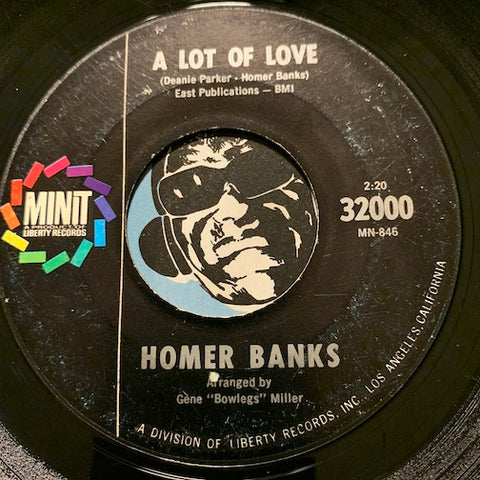 A LOT OF LOVE
(Deanie Parker - Homer Banks)
East Publications — BMI
2:20
32000
MN-846
MINIT
A PRODUCT OF
LIBERTY RECORDS
HOMER BANKS
Arranged by
Gene "Bowlegs" Miller
A DIVISION OF LIBERTY RECORDS, INC. LOS ANGELES, CALIFORNIA